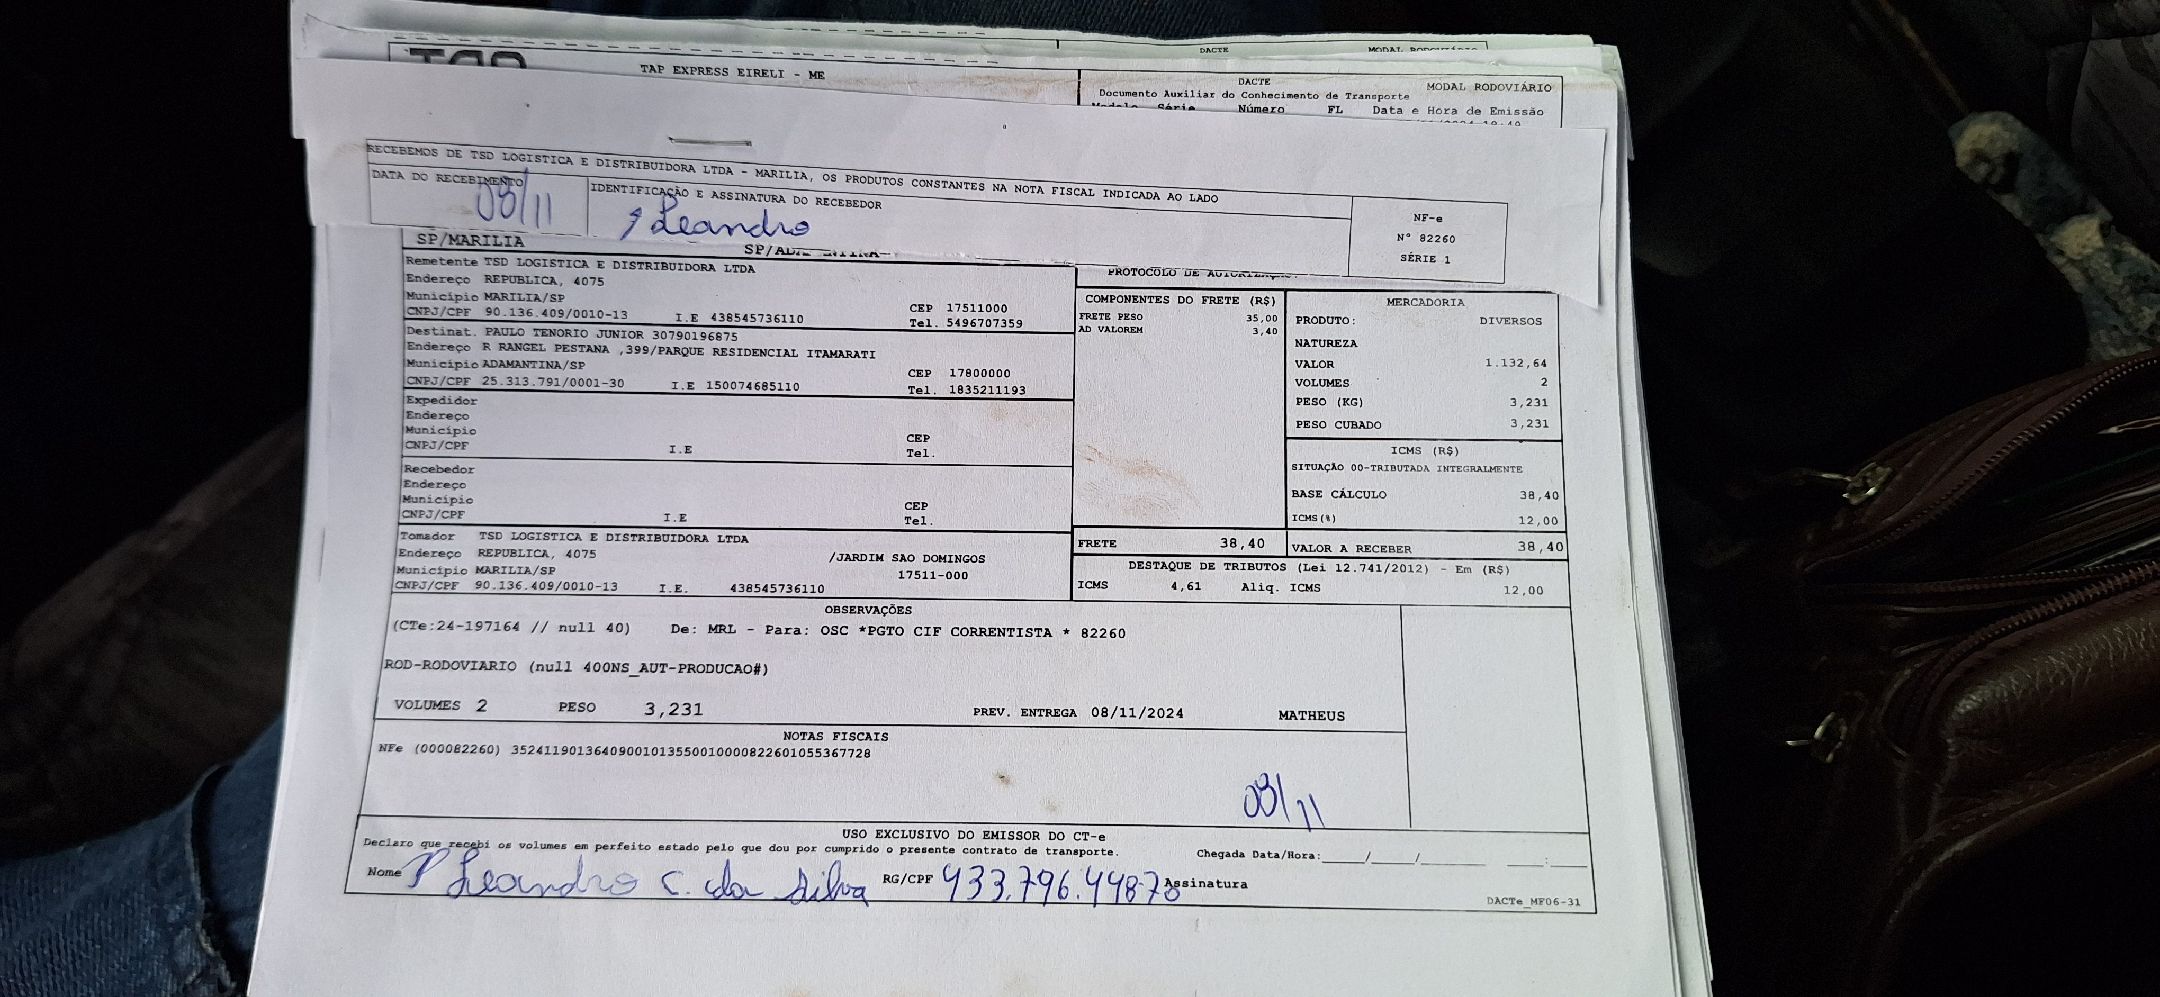 DACTE MODAL RODOVIÁRIO
TAP EXPRESS EIRELI - ME
DACTE MODAL RODOVIÁRIO
Documento Auxiliar do Conhecimento de Transporte
Modelo Série Número FL Data e Hora de Emissão
RECEBEMOS DE TSD LOGISTICA E DISTRIBUIDORA LTDA - MARILIA, OS PRODUTOS CONSTANTES NA NOTA FISCAL INDICADA AO LADO
DATA DO RECEBIMENTO
08/11
IDENTIFICAÇÃO E ASSINATURA DO RECEBEDOR
Leandro
NF-e
N° 82260
SÉRIE 1
SP/MARILIA
PROTOCOLO DE
Remetente TSD LOGISTICA E DISTRIBUIDORA LTDA
Endereço REPUBLICA, 4075
Município MARILIA/SP CEP 17511000
CNPJ/CPF 90.136.409/0010-13 I.E 438545736110 Tel. 5496707359
Destinat. PAULO TENORIO JUNIOR 30790196875
Endereço R RANGEL PESTANA ,399/PARQUE RESIDENCIAL ITAMARATI
Município ADAMANTINA/SP CEP 17800000
CNPJ/CPF 25.313.791/0001-30 I.E 150074685110 Tel. 1835211193
Expedidor
Endereço
Município CEP
CNPJ/CPF I.E Tel.
Recebedor
Endereço
Município CEP
CNPJ/CPF I.E Tel.
Tomador TSD LOGISTICA E DISTRIBUIDORA LTDA
Endereço REPUBLICA, 4075 /JARDIM SAO DOMINGOS
Município MARILIA/SP 17511-000
CNPJ/CPF 90.136.409/0010-13 I.E. 438545736110
COMPONENTES DO FRETE (R$)
FRETE PESO 35,00
AD VALOREM 3,40
MERCADORIA
PRODUTO: DIVERSOS
NATUREZA
VALOR 1.132,64
VOLUMES 2
PESO (KG) 3,231
PESO CUBADO 3,231
ICMS (R$)
SITUAÇÃO 00-TRIBUTADA INTEGRALMENTE
BASE CÁLCULO 38,40
ICMS(%) 12,00
FRETE 38,40 VALOR A RECEBER 38,40
DESTAQUE DE TRIBUTOS (Lei 12.741/2012) - Em (R$)
ICMS 4,61 Aliq. ICMS 12,00
OBSERVAÇÕES
(CTe:24-197164 // null 40) De: MRL - Para: OSC *PGTO CIF CORRENTISTA * 82260
ROD-RODOVIARIO (null 400NS_AUT-PRODUCAO#)
VOLUMES 2 PESO 3,231 PREV. ENTREGA 08/11/2024 MATHEUS
NOTAS FISCAIS
NFe (000082260) 35241190136409001013550010000822601055367728
08/11
USO EXCLUSIVO DO EMISSOR DO CT-e
Declaro que recebi os volumes em perfeito estado pelo que dou por cumprido o presente contrato de transporte. Chegada Data/Hora:____/____/________ ____:____
Nome Leandro C. da Silva RG/CPF 433.796.448-70 Assinatura
DACTe_MF06-31